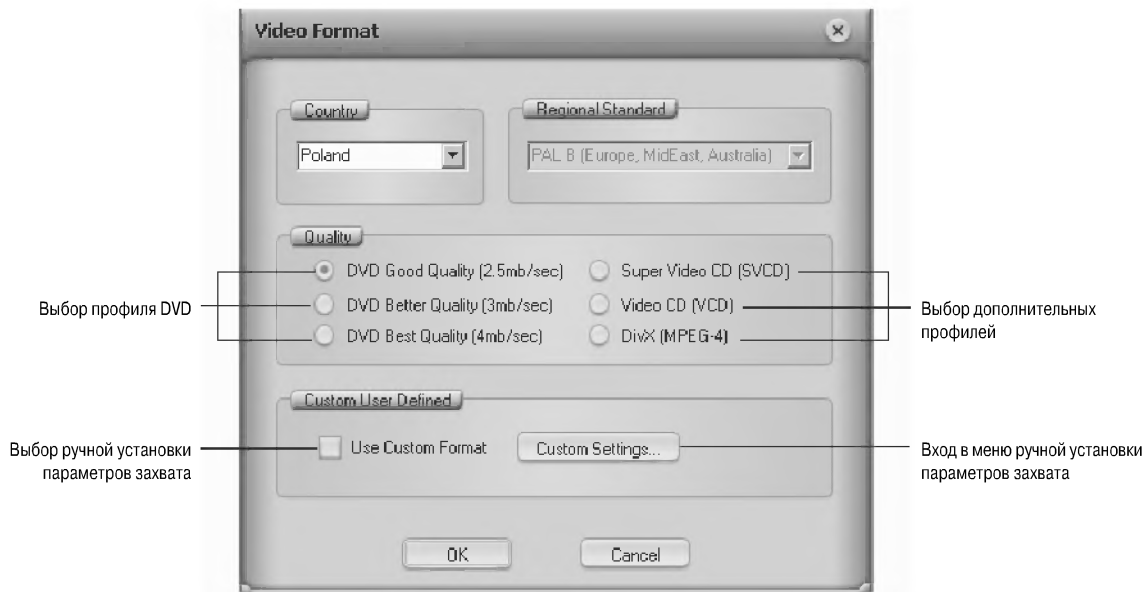 Video Format
Country
Regional Standard
Poland
PAL B (Europe, MidEast, Australia)
Quality
DVD Good Quality (2.5mb/sec)
Super Video CD (SVCD)
Выбор профиля DVD
DVD Better Quality (3mb/sec)
Video CD (VCD)
Выбор дополнительных
профилей
DVD Best Quality (4mb/sec)
DivX (MPEG-4)
Custom User Defined
Выбор ручной установки
параметров захвата
Use Custom Format
Custom Settings...
Вход в меню ручной установки
параметров захвата
OK
Cancel